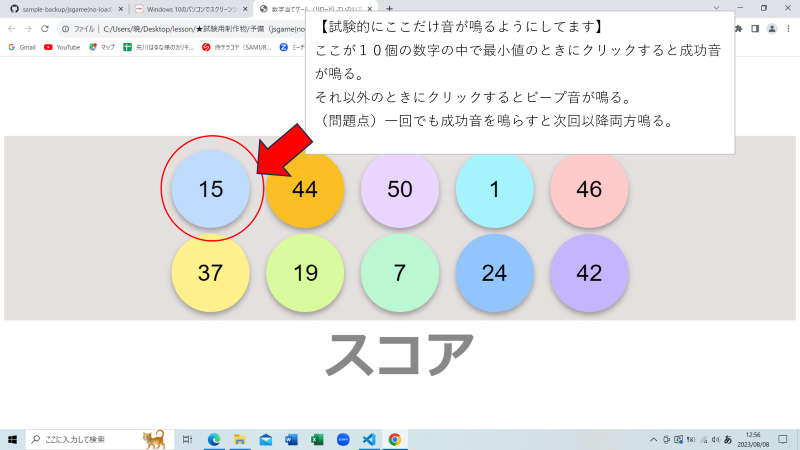 sample-backup/jsgame(no-load
Windows 10のパソコンでスクリーンシ
数字当てゲーム（リロードしていない
ファイル | C:/Users/暁/Desktop/lesson/★試験用制作物/予備（jsgame(no
Gmail YouTube マップ 矢川はるな様のカリキ... 侍テラコヤ（SAMUR...
【試験的にここだけ音が鳴るようにしてます】
ここが１０個の数字の中で最小値のときにクリックすると成功音
が鳴る。
それ以外のときにクリックするとビープ音が鳴る。
（問題点）一回でも成功音を鳴らすと次回以降両方鳴る。
15 44 50 1 46
37 19 7 24 42
スコア
ここに入力して検索
zoom
あ
12:56
2023/08/08